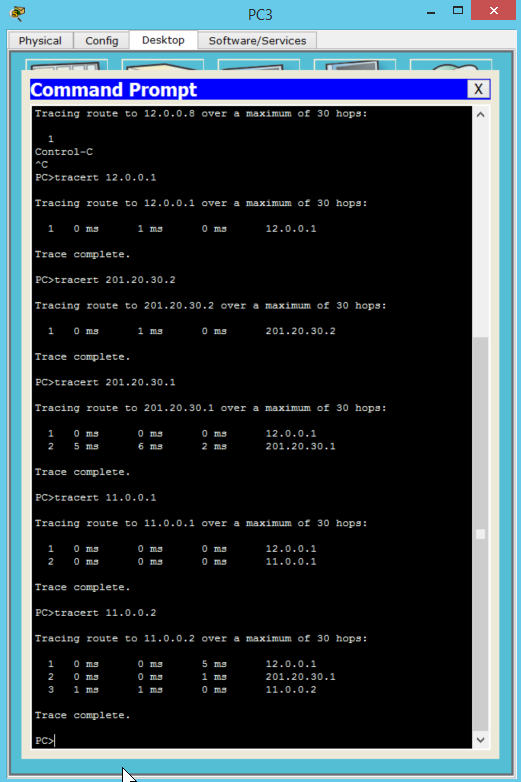 PC3
Physical Config Desktop Software/Services
Command Prompt X
Tracing route to 12.0.0.8 over a maximum of 30 hops:
1
Control-C
^C
PC>tracert 12.0.0.1
Tracing route to 12.0.0.1 over a maximum of 30 hops:
1 0 ms 1 ms 0 ms 12.0.0.1
Trace complete.
PC>tracert 201.20.30.2
Tracing route to 201.20.30.2 over a maximum of 30 hops:
1 0 ms 1 ms 0 ms 201.20.30.2
Trace complete.
PC>tracert 201.20.30.1
Tracing route to 201.20.30.1 over a maximum of 30 hops:
1 0 ms 0 ms 0 ms 12.0.0.1
2 5 ms 6 ms 2 ms 201.20.30.1
Trace complete.
PC>tracert 11.0.0.1
Tracing route to 11.0.0.1 over a maximum of 30 hops:
1 0 ms 0 ms 0 ms 12.0.0.1
2 0 ms 0 ms 0 ms 11.0.0.1
Trace complete.
PC>tracert 11.0.0.2
Tracing route to 11.0.0.2 over a maximum of 30 hops:
1 0 ms 0 ms 5 ms 12.0.0.1
2 0 ms 0 ms 1 ms 201.20.30.1
3 1 ms 1 ms 0 ms 11.0.0.2
Trace complete.
PC>